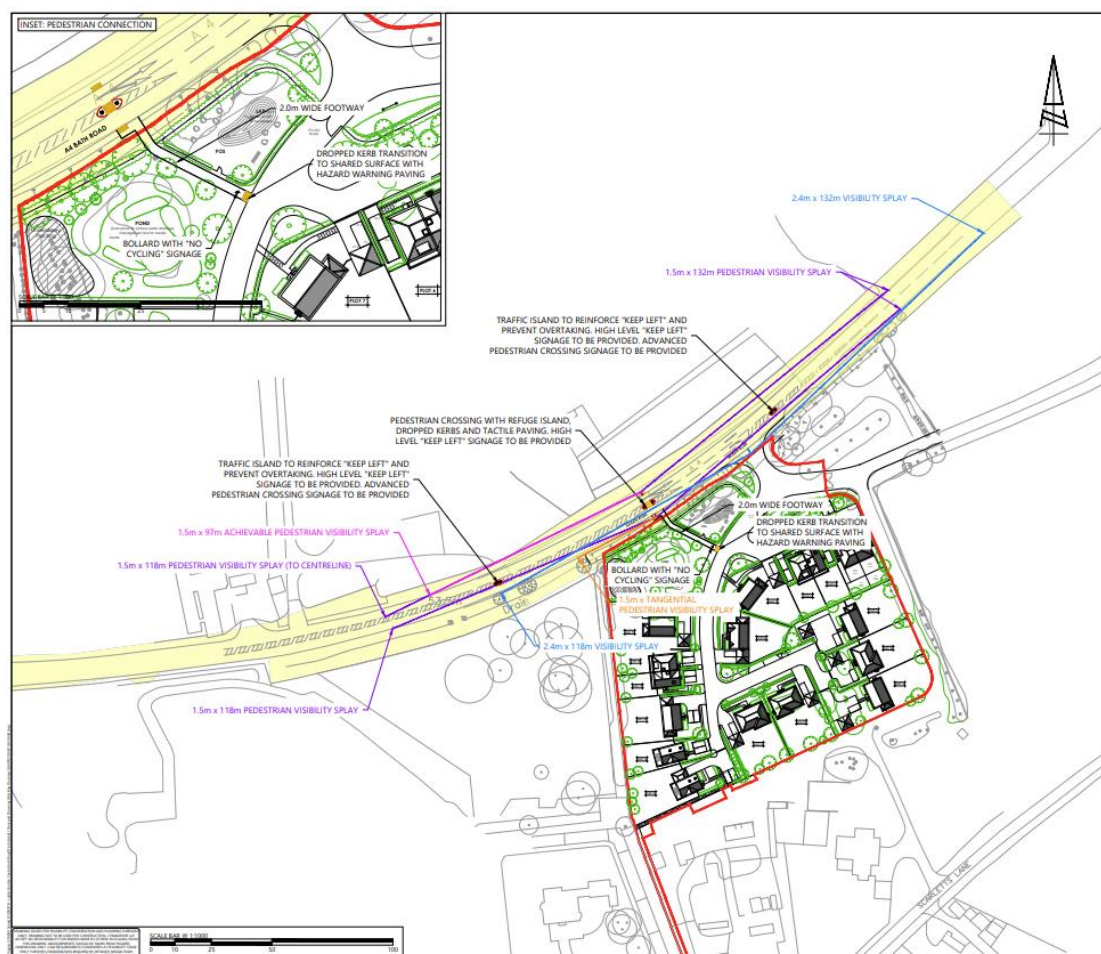 INSET: PEDESTRIAN CONNECTION
A 4
2.0m WIDE FOOTWAY
A4 BATH ROAD
DROPPED KERB TRANSITION
TO SHARED SURFACE WITH
HAZARD WARNING PAVING
POS
POND
BOLLARD WITH "NO
CYCLING" SIGNAGE
PLOT 7
PLOT 6
2.4m x 132m VISIBILITY SPLAY
1.5m x 132m PEDESTRIAN VISIBILITY SPLAY
TRAFFIC ISLAND TO REINFORCE "KEEP LEFT" AND
PREVENT OVERTAKING. HIGH LEVEL "KEEP LEFT"
SIGNAGE TO BE PROVIDED. ADVANCED
PEDESTRIAN CROSSING SIGNAGE TO BE PROVIDED
PEDESTRIAN CROSSING WITH REFUGE ISLAND,
DROPPED KERBS AND TACTILE PAVING. HIGH
LEVEL "KEEP LEFT" SIGNAGE TO BE PROVIDED
TRAFFIC ISLAND TO REINFORCE "KEEP LEFT" AND
PREVENT OVERTAKING. HIGH LEVEL "KEEP LEFT"
SIGNAGE TO BE PROVIDED. ADVANCED
PEDESTRIAN CROSSING SIGNAGE TO BE PROVIDED
2.0m WIDE FOOTWAY
DROPPED KERB TRANSITION
TO SHARED SURFACE WITH
HAZARD WARNING PAVING
1.5m x 97m ACHIEVABLE PEDESTRIAN VISIBILITY SPLAY
1.5m x 118m PEDESTRIAN VISIBILITY SPLAY (TO CENTRELINE)
BOLLARD WITH "NO
CYCLING" SIGNAGE
1.5m x TANGENTIAL
PEDESTRIAN VISIBILITY SPLAY
Drain
2.4m x 118m VISIBILITY SPLAY
1.5m x 118m PEDESTRIAN VISIBILITY SPLAY
SCARLETTS LANE
SCALE BAR @ 1:1000
0 10 25 50 100